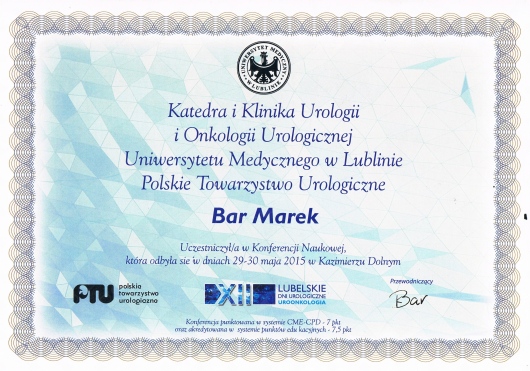 UNIWERSYTET MEDYCZNY
W LUBLINIE
Katedra i Klinika Urologii
i Onkologii Urologicznej
Uniwersytetu Medycznego w Lublinie
Polskie Towarzystwo Urologiczne
Bar Marek
Uczestniczył/a w Konferencji Naukowej,
która odbyła się w dniach 29-30 maja 2015 w Kazimierzu Dolnym
PTU polskie
towarzystwo
urologiczne
XII LUBELSKIE
DNI UROLOGICZNE
UROONKOLOGIA
Przewodniczący
Bar
Konferencja punktowana w systemie CME-CPD - 7 pkt
oraz akredytowana w systemie punktów edukacyjnych - 7,5 pkt